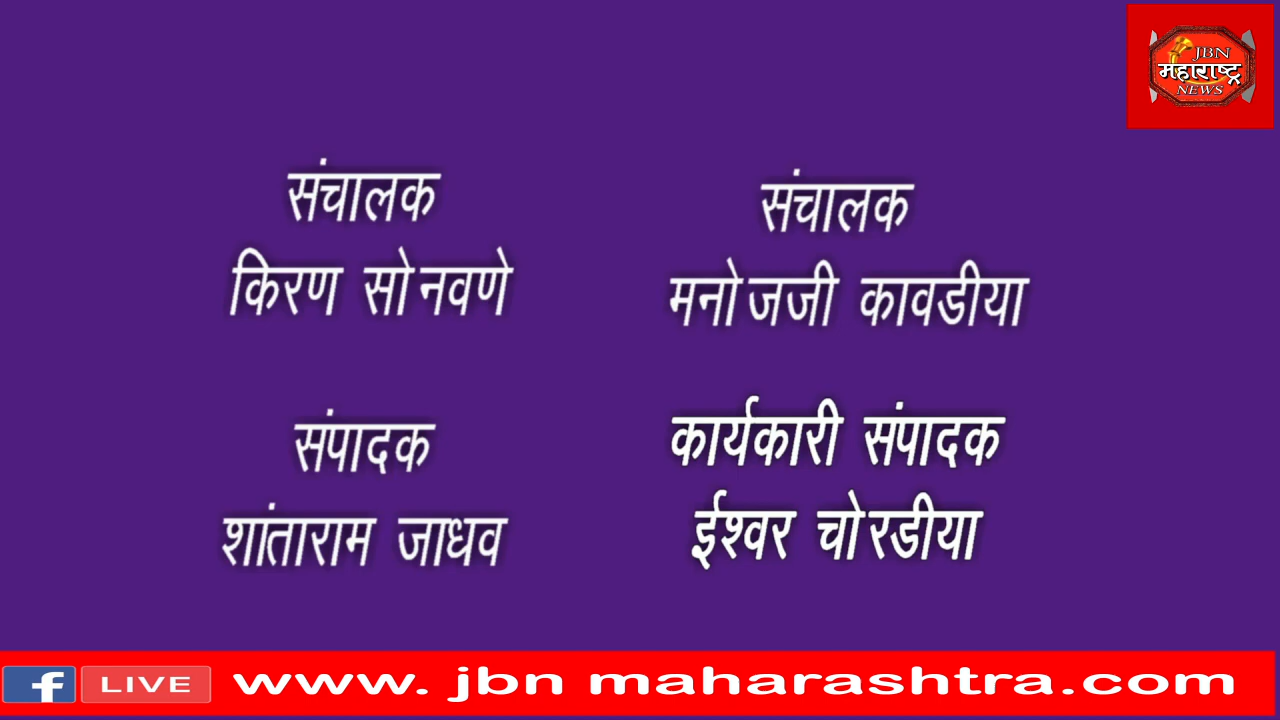 JBN
महाराष्ट्र
NEWS
संचालक
किरण सोनवणे
संचालक
मनोजजी कावडीया
संपादक
शांताराम जाधव
कार्यकारी संपादक
ईश्वर चोरडीया
f LIVE www. jbn maharashtra.com